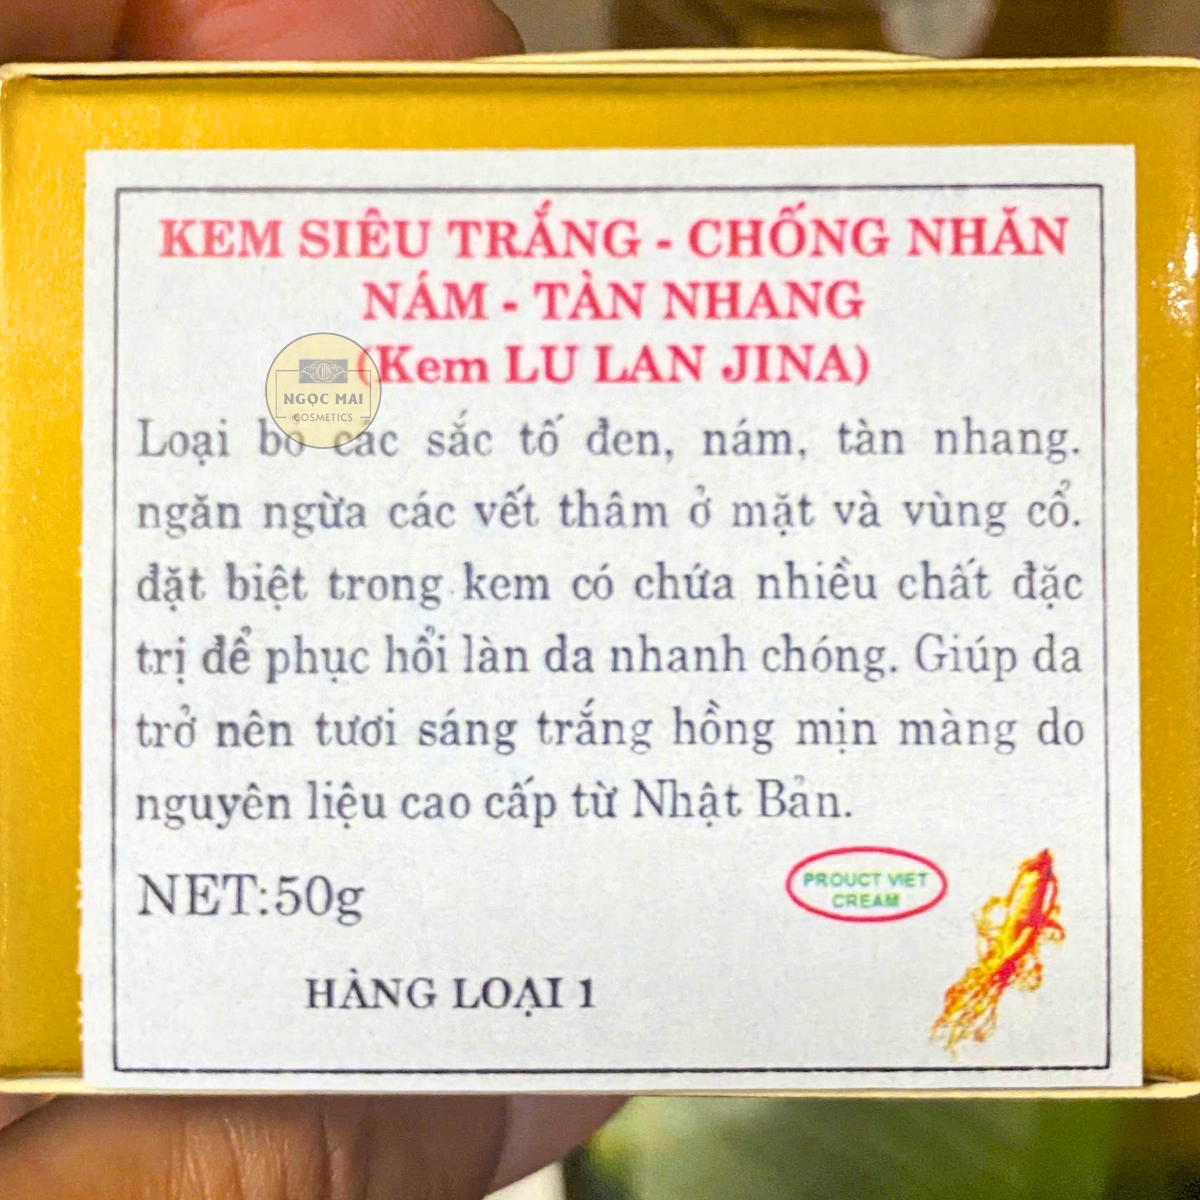 KEM SIÊU TRẮNG - CHỐNG NHĂN
NÁM - TÀN NHANG
(Kem LU LAN JINA)
NGỌC MAI
COSMETICS
Loại bỏ các sắc tố đen, nám, tàn nhang.
ngăn ngừa các vết thâm ở mặt và vùng cổ.
đặt biệt trong kem có chứa nhiều chất đặc
trị để phục hồi làn da nhanh chóng. Giúp da
trở nên tươi sáng trắng hồng mịn màng do
nguyên liệu cao cấp từ Nhật Bản.
NET:50g
PROUCT VIET
CREAM
HÀNG LOẠI 1